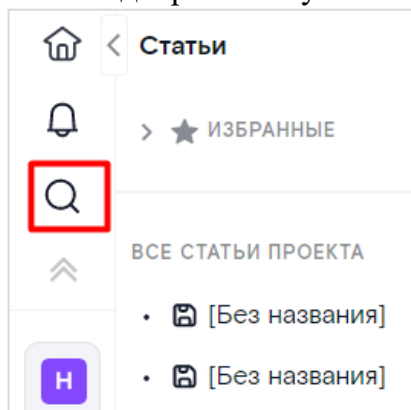 Статьи
ИЗБРАННЫЕ
ВСЕ СТАТЬИ ПРОЕКТА
[Без названия]
Н
[Без названия]